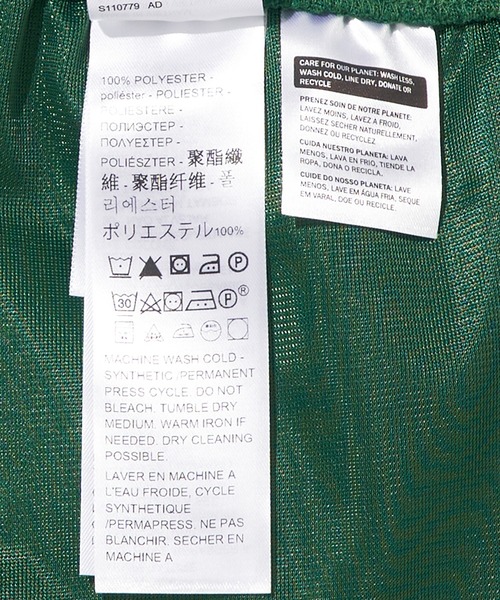 S110779 AD
100% POLYESTER -
poliéster - POLIESTER -
POLIESTERE -
ПОЛИЭСТЕР -
ΠΟΛΥΕΣΤΕΡ -
POLIÉSZTER - 聚酯纖
維 - 聚酯纤维 - 폴
리에스터
ポリエステル 100%
30 P®
MACHINE WASH COLD -
SYNTHETIC /PERMANENT
PRESS CYCLE. DO NOT
BLEACH. TUMBLE DRY
MEDIUM. WARM IRON IF
NEEDED. DRY CLEANING
POSSIBLE.
LAVER EN MACHINE A
L'EAU FROIDE, CYCLE
SYNTHETIQUE
/PERMAPRESS. NE PAS
BLANCHIR. SECHER EN
MACHINE A
CARE FOR OUR PLANET: WASH LESS,
WASH COLD, LINE DRY, DONATE OR
RECYCLE
PRENEZ SOIN DE NOTRE PLANETE:
LAVEZ MOINS, LAVEZ A FROID,
LAISSEZ SÉCHER NATURELLEMENT,
DONNEZ OU RECYCLEZ
CUIDA NUESTRO PLANETA: LAVA
MENOS, LAVA EN FRIO, TIENDE LA
ROPA, DONA O RECICLA.
CUIDE DO NOSSO PLANETA: LAVE
MENOS, LAVE EM ÁGUA FRIA, SEQUE
EM VARAL, DOE OU RECICLE.